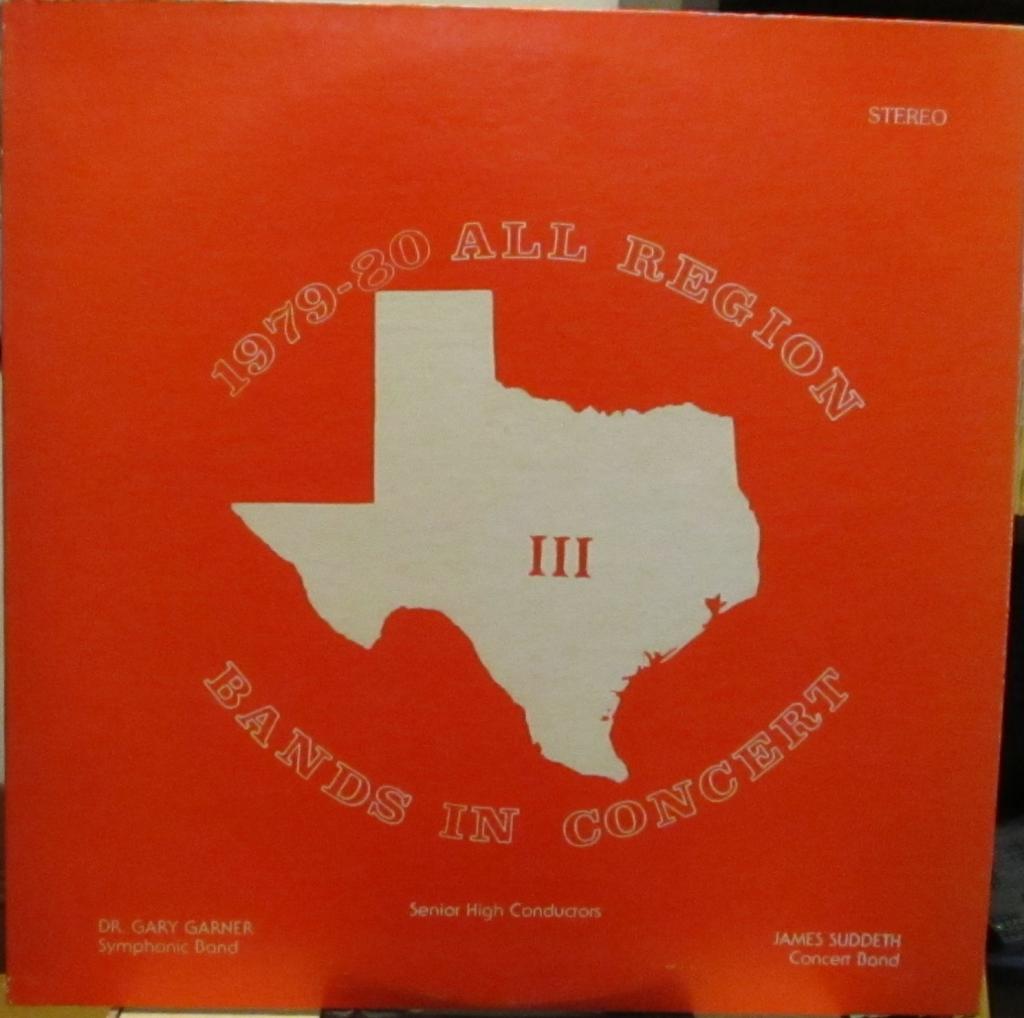 STEREO
1979-80 ALL REGION
III
BANDS IN CONCERT
Senior High Conductors
DR. GARY GARNER
Symphonic Band
JAMES SUDDETH
Concert Band